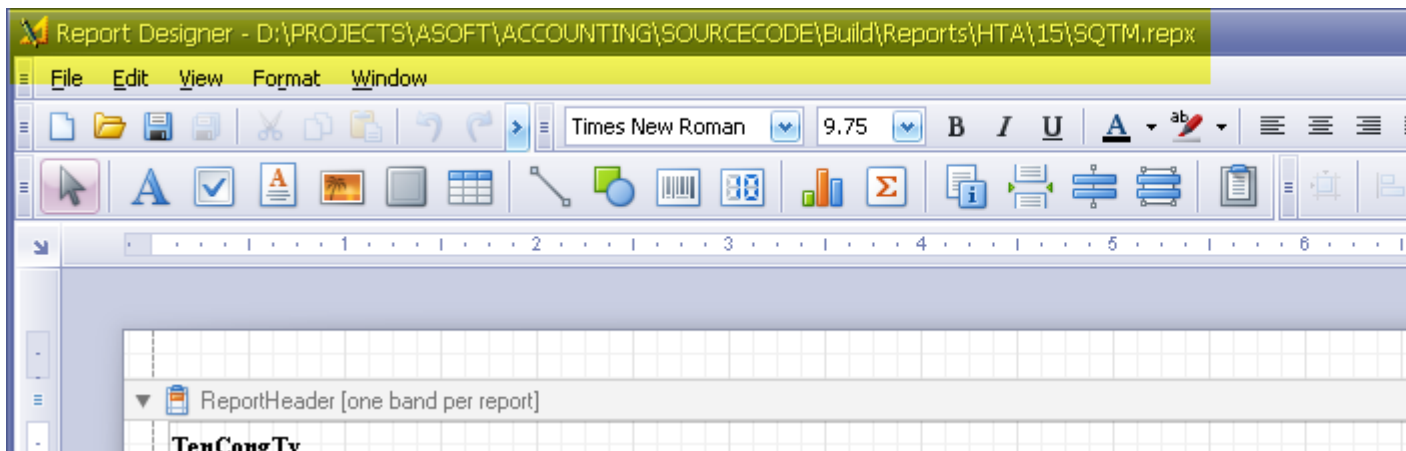 Report Designer - D:\PROJECTS\ASOFT\ACCOUNTING\SOURCECODE\Build\Reports\HTA\15\SQTM.repx
File Edit View Format Window
Times New Roman 9.75 B I U A ab
A A Σ
1 2 3 4 5 6
ReportHeader [one band per report]
TenCongTy